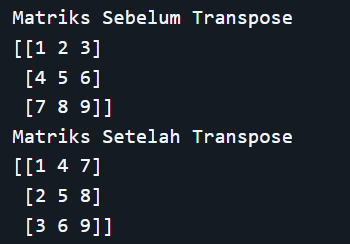 Matriks Sebelum Transpose
[[1 2 3]
 [4 5 6]
 [7 8 9]]
Matriks Setelah Transpose
[[1 4 7]
 [2 5 8]
 [3 6 9]]